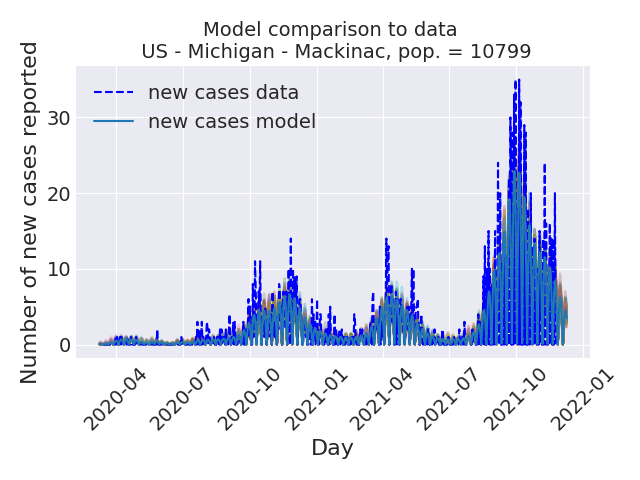 Model comparison to data
US - Michigan - Mackinac, pop. = 10799
new cases data
new cases model
Number of new cases reported
30
20
10
0
2020-04
2020-07
2020-10
2021-01
2021-04
2021-07
2021-10
2022-01
Day